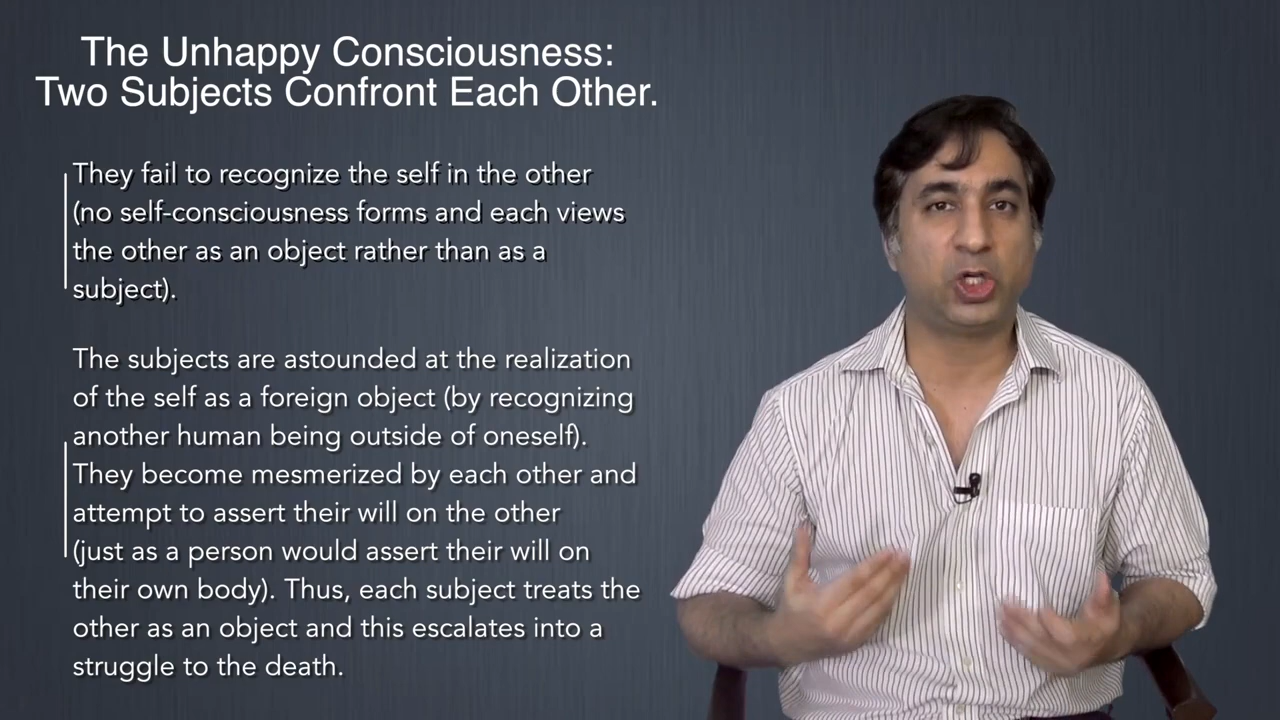 The Unhappy Consciousness:
Two Subjects Confront Each Other.
They fail to recognize the self in the other
(no self-consciousness forms and each views
the other as an object rather than as a
subject).
The subjects are astounded at the realization
of the self as a foreign object (by recognizing
another human being outside of oneself).
They become mesmerized by each other and
attempt to assert their will on the other
(just as a person would assert their will on
their own body). Thus, each subject treats the
other as an object and this escalates into a
struggle to the death.